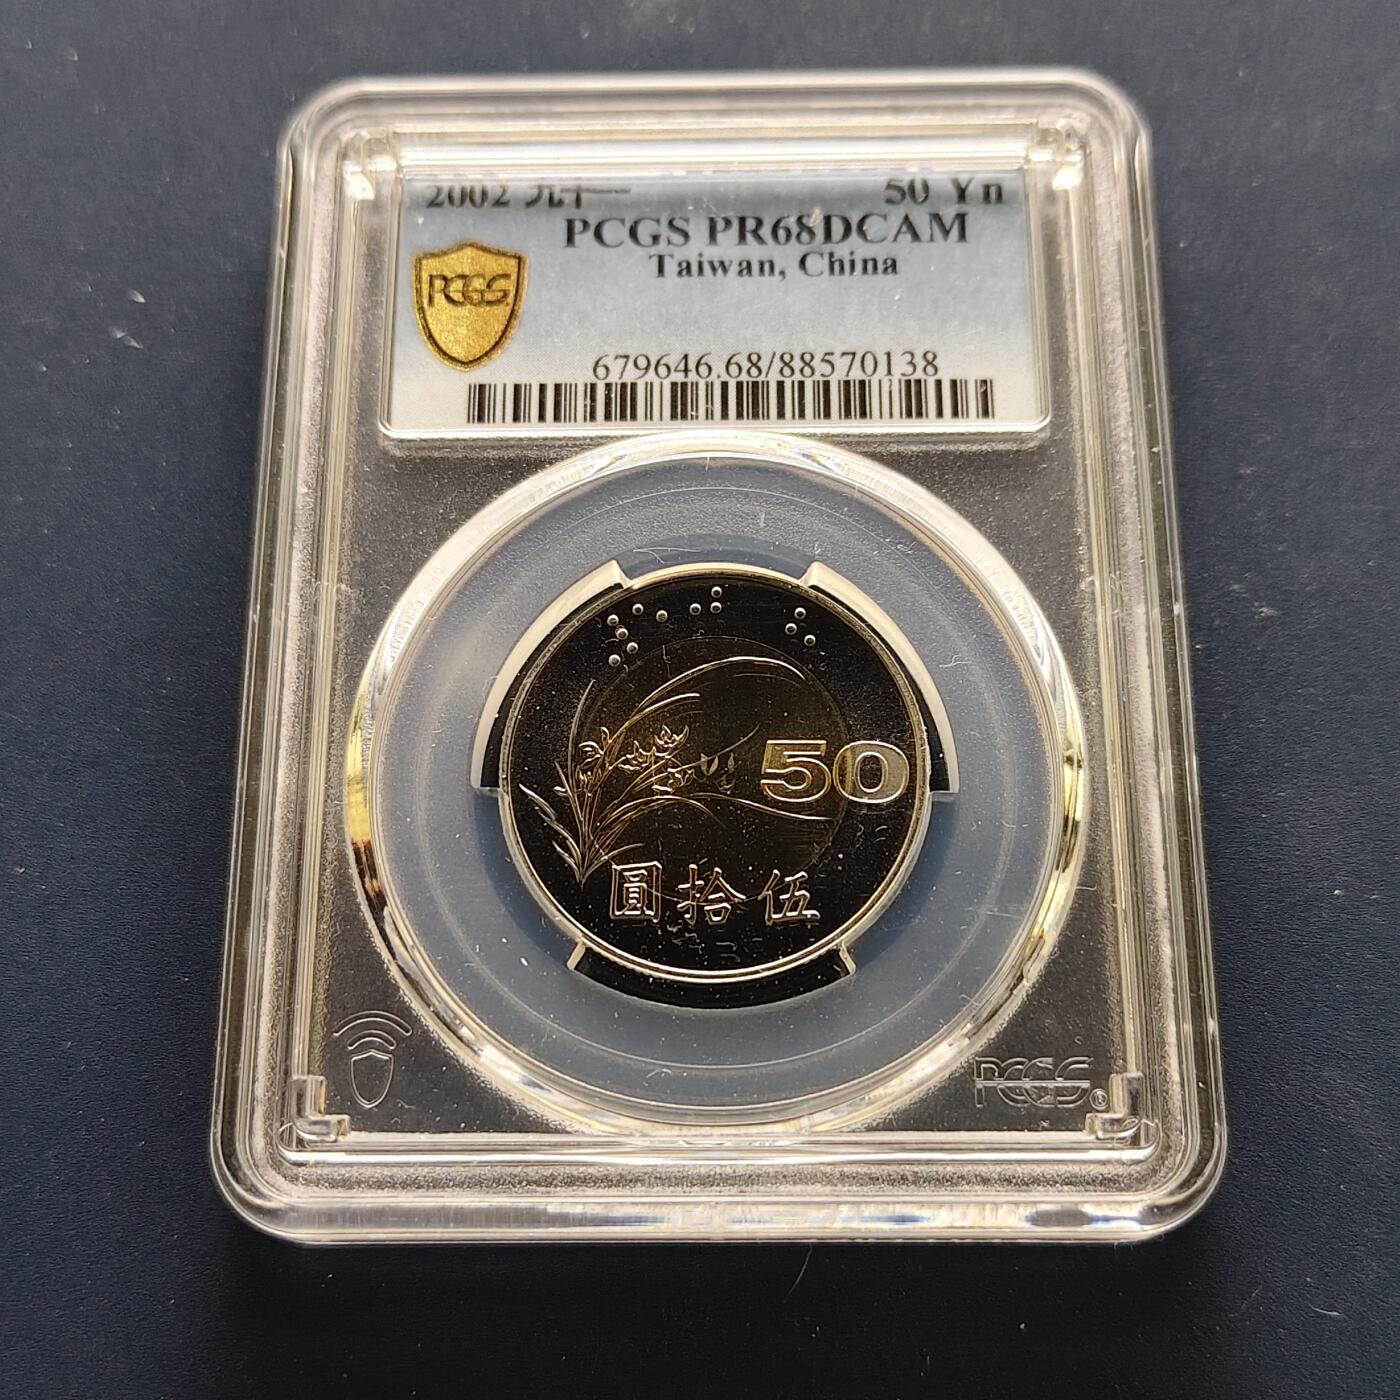 2002 九十一 50 Yn
PCGS PR68DCAM
Taiwan, China
PCGS
679646.68/88570138
50
圓拾伍
PCGS